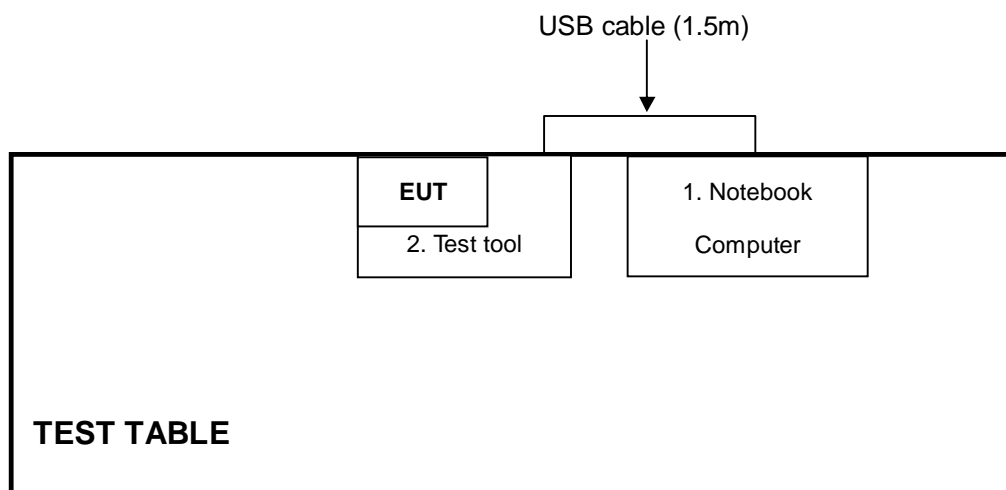 USB cable (1.5m)
EUT
2. Test tool
1. Notebook
Computer
TEST TABLE